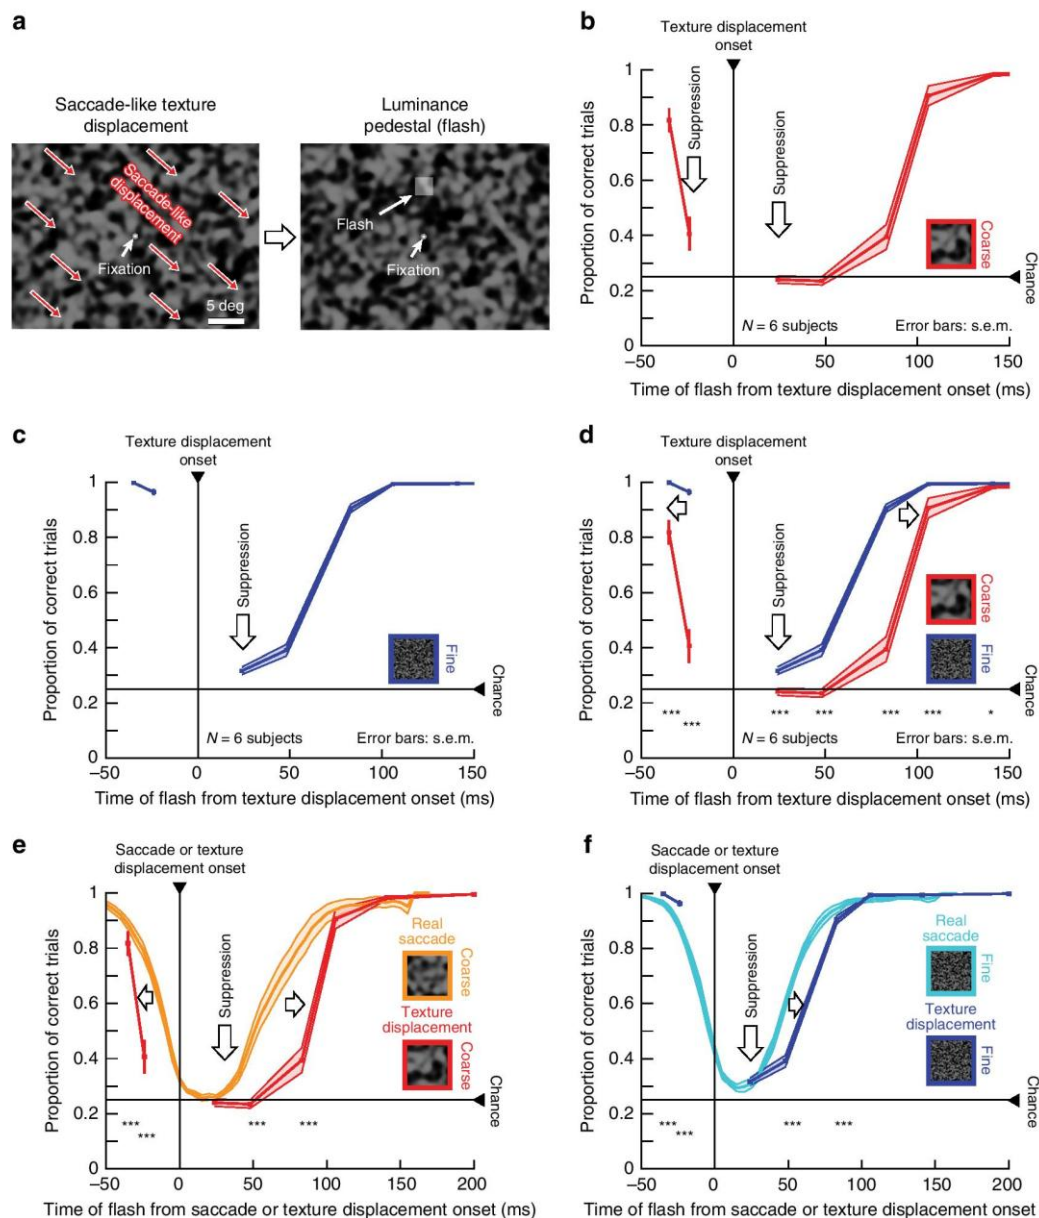 a
Saccade-like texture
displacement
Luminance
pedestal (flash)
Saccade-like
displacement
Fixation
5 deg
Flash
Fixation
b
Texture displacement
onset
Suppression
Suppression
Coarse
Chance
N = 6 subjects
Error bars: s.e.m.
Proportion of correct trials
1
0.8
0.6
0.4
0.2
0
–50
0
50
100
150
Time of flash from texture displacement onset (ms)
c
Texture displacement
onset
Suppression
Fine
Chance
N = 6 subjects
Error bars: s.e.m.
Proportion of correct trials
1
0.8
0.6
0.4
0.2
0
–50
0
50
100
150
Time of flash from texture displacement onset (ms)
d
Texture displacement
onset
Suppression
Coarse
Fine
Chance
*** *** *** *** *** *** *
N = 6 subjects
Error bars: s.e.m.
Proportion of correct trials
1
0.8
0.6
0.4
0.2
0
–50
0
50
100
150
Time of flash from texture displacement onset (ms)
e
Saccade or texture
displacement onset
Suppression
Real
saccade
Coarse
Texture
displacement
Coarse
Chance
*** *** *** ***
Proportion of correct trials
1
0.8
0.6
0.4
0.2
0
–50
0
50
100
150
200
Time of flash from saccade or texture displacement onset (ms)
f
Saccade or texture
displacement onset
Suppression
Real
saccade
Fine
Texture
displacement
Fine
Chance
*** *** *** ***
Proportion of correct trials
1
0.8
0.6
0.4
0.2
0
–50
0
50
100
150
200
Time of flash from saccade or texture displacement onset